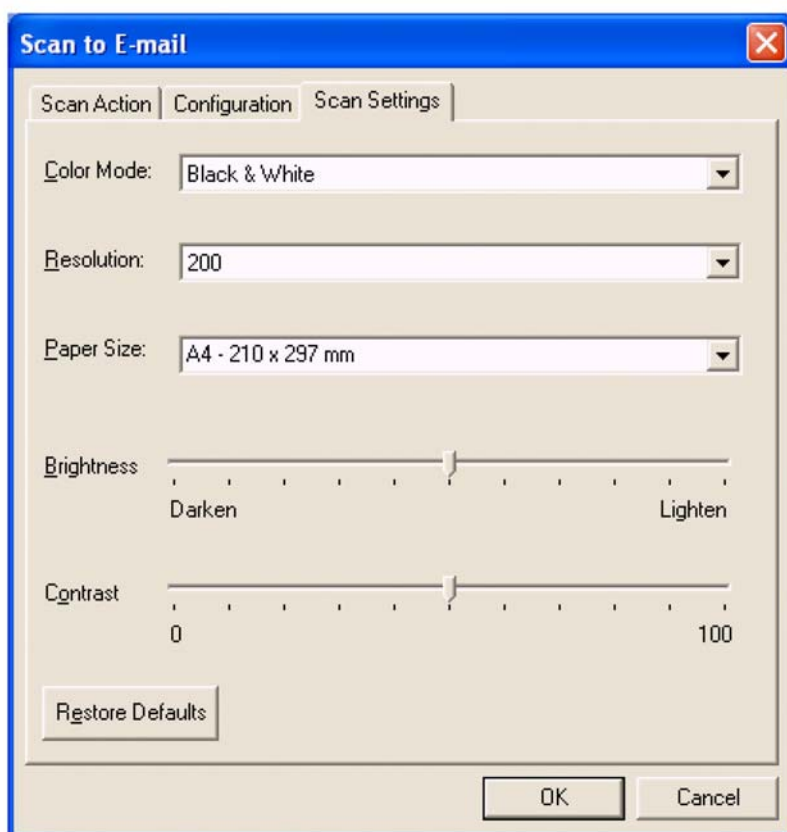 Scan to E-mail
Scan Action Configuration Scan Settings
Color Mode: Black & White
Resolution: 200
Paper Size: A4 - 210 x 297 mm
Brightness
Darken Lighten
Contrast
0 100
Restore Defaults
OK Cancel